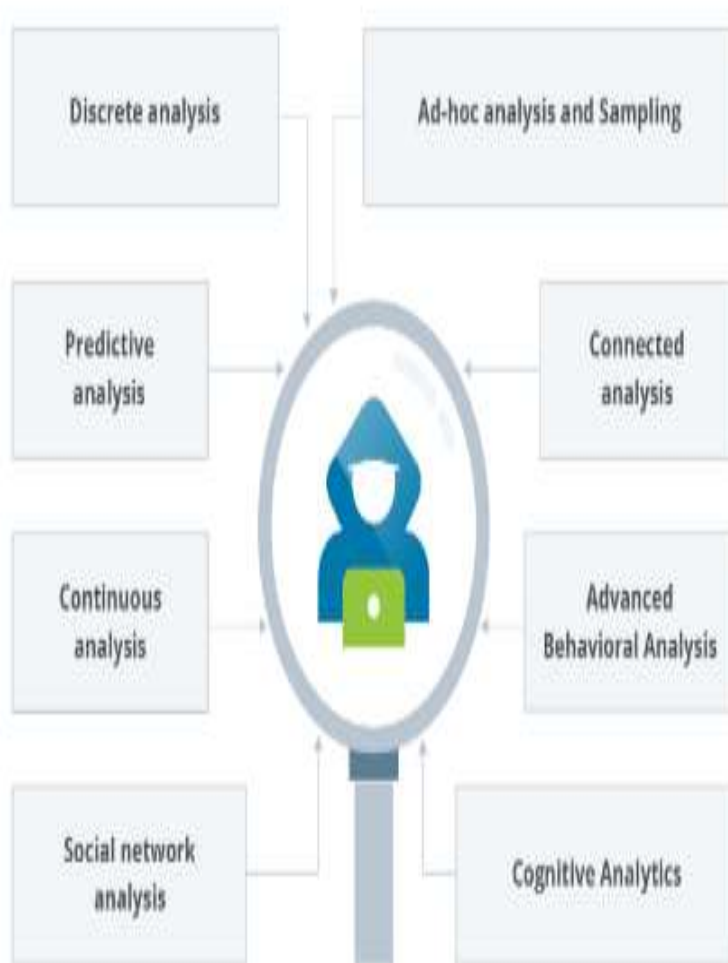 Discrete analysis
Ad-hoc analysis and Sampling
Predictive
analysis
Connected
analysis
Continuous
analysis
Advanced
Behavioral Analysis
Social network
analysis
Cognitive Analytics